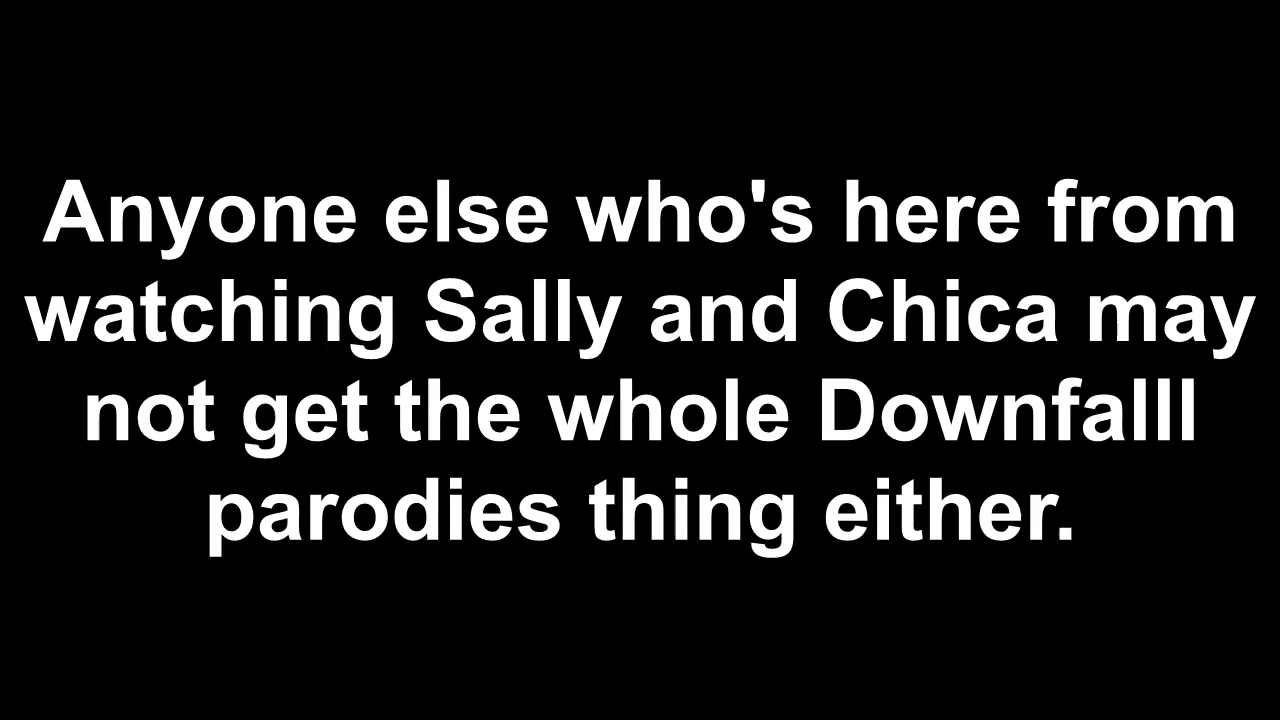 Anyone else who's here from
watching Sally and Chica may
not get the whole Downfalll
parodies thing either.